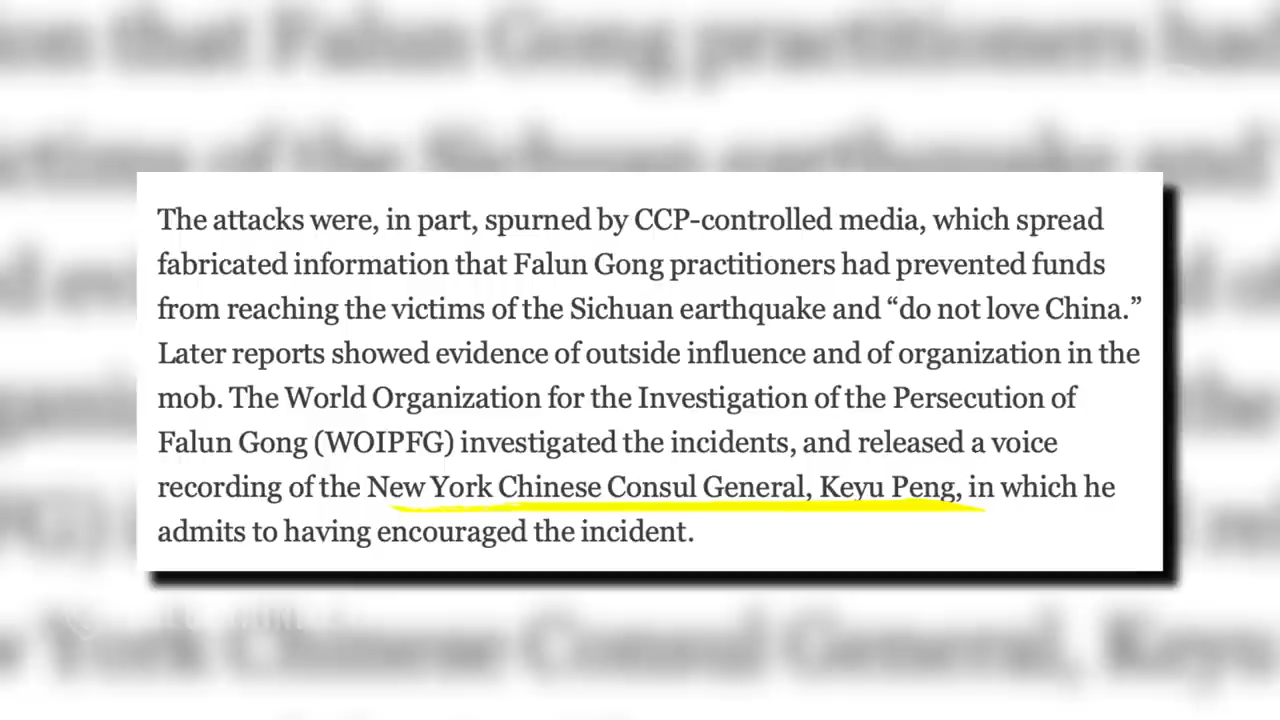 The attacks were, in part, spurned by CCP-controlled media, which spread
fabricated information that Falun Gong practitioners had prevented funds
from reaching the victims of the Sichuan earthquake and “do not love China.”
Later reports showed evidence of outside influence and of organization in the
mob. The World Organization for the Investigation of the Persecution of
Falun Gong (WOIPFG) investigated the incidents, and released a voice
recording of the New York Chinese Consul General, Keyu Peng, in which he
admits to having encouraged the incident.